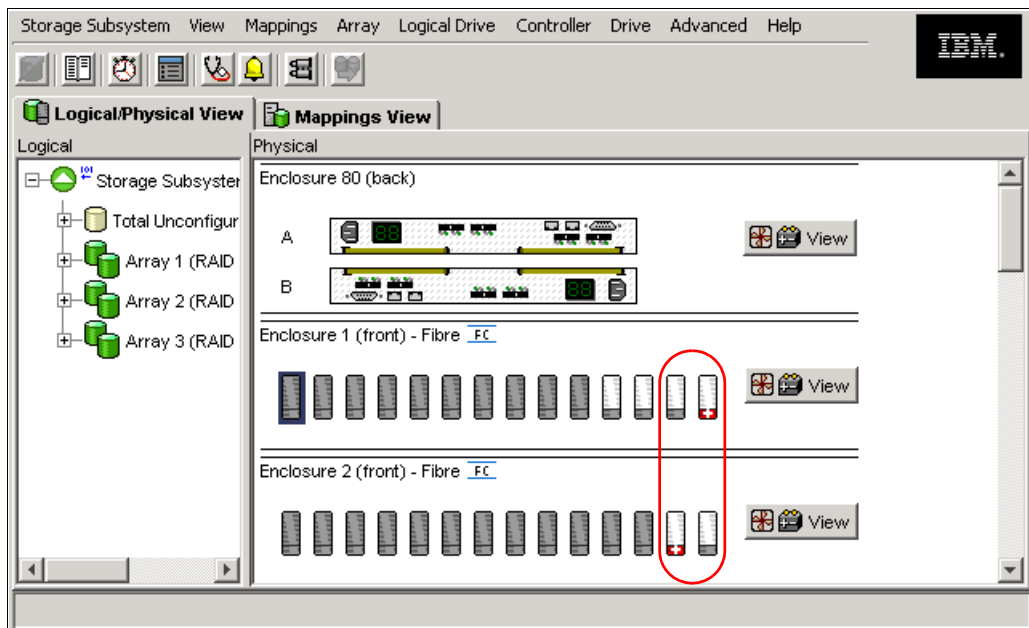 Storage Subsystem View Mappings Array Logical Drive Controller Drive Advanced Help
IBM.
Logical/Physical View Mappings View
Logical Physical
Storage Subsyster
Total Unconfigur
Array 1 (RAID
Array 2 (RAID
Array 3 (RAID
Enclosure 80 (back)
A 88 View
B 88
Enclosure 1 (front) - Fibre FC
View
Enclosure 2 (front) - Fibre FC
View